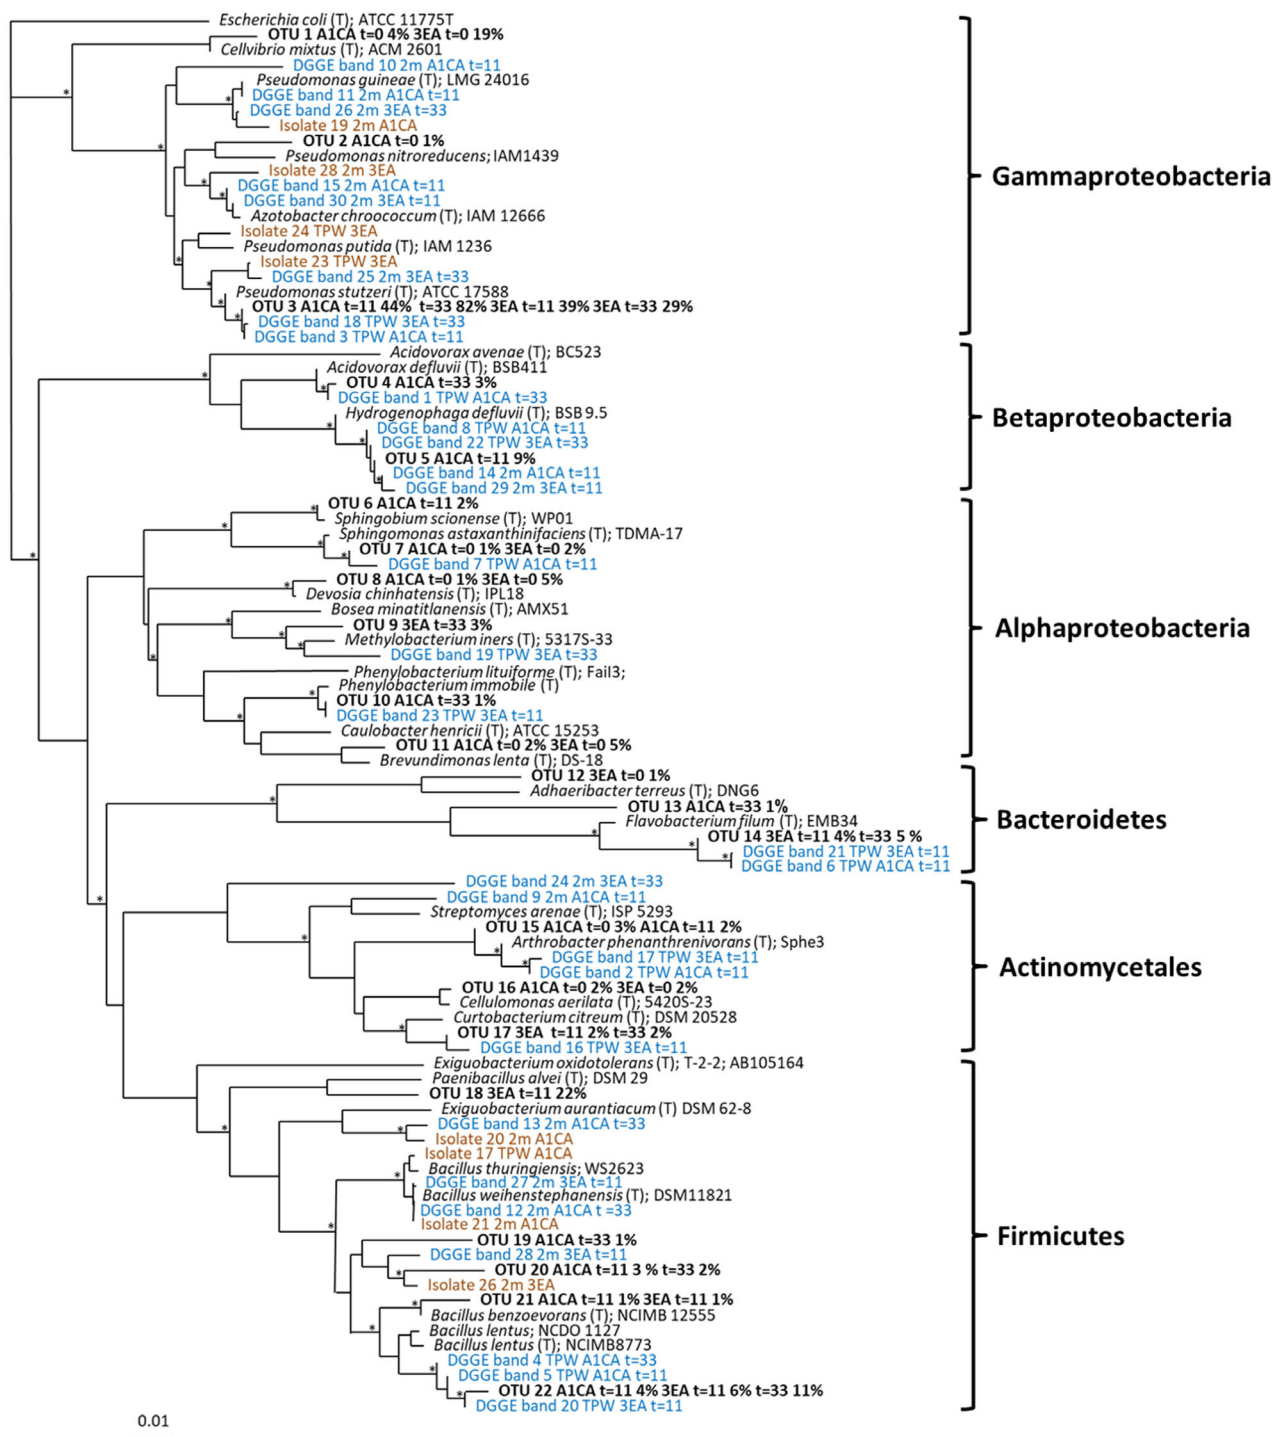 Escherichia coli (T); ATCC 11775T
OTU 1 A1CA t=0 4% 3EA t=0 19%
Cellvibrio mixtus (T); ACM 2601
DGGE band 10 2m A1CA t=11
Pseudomonas guineae (T); LMG 24016
DGGE band 11 2m A1CA t=11
DGGE band 26 2m 3EA t=33
Isolate 19 2m A1CA
OTU 2 A1CA t=0 1%
Pseudomonas nitroreducens; IAM1439
Isolate 28 2m 3EA
DGGE band 15 2m A1CA t=11
DGGE band 30 2m 3EA t=11
Azotobacter chroococcum (T); IAM 12666
Isolate 24 TPW 3EA
Pseudomonas putida (T); IAM 1236
Isolate 23 TPW 3EA
DGGE band 25 2m 3EA t=33
Pseudomonas stutzeri (T); ATCC 17588
OTU 3 A1CA t=11 44% t=33 82% 3EA t=11 39% 3EA t=33 29%
DGGE band 18 TPW 3EA t=33
DGGE band 3 TPW A1CA t=11
Gammaproteobacteria
Acidovorax avenae (T); BC523
Acidovorax defluvii (T); BSB411
OTU 4 A1CA t=33 3%
DGGE band 1 TPW A1CA t=33
Hydrogenophaga defluvii (T); BSB 9.5
DGGE band 8 TPW A1CA t=11
DGGE band 22 TPW 3EA t=33
OTU 5 A1CA t=11 9%
DGGE band 14 2m A1CA t=11
DGGE band 29 2m 3EA t=11
Betaproteobacteria
OTU 6 A1CA t=11 2%
Sphingobium scionense (T); WP01
Sphingomonas astaxanthinifaciens (T); TDMA-17
OTU 7 A1CA t=0 1% 3EA t=0 2%
DGGE band 7 TPW A1CA t=11
OTU 8 A1CA t=0 1% 3EA t=0 5%
Devosia chinhatensis (T); IPL18
Bosea minatitlanensis (T); AMX51
OTU 9 3EA t=33 3%
Methylobacterium iners (T); 5317S-33
DGGE band 19 TPW 3EA t=33
Phenylobacterium lituiforme (T); FaiI3;
Phenylobacterium immobile (T)
OTU 10 A1CA t=33 1%
DGGE band 23 TPW 3EA t=11
Caulobacter henricii (T); ATCC 15253
OTU 11 A1CA t=0 2% 3EA t=0 5%
Brevundimonas lenta (T); DS-18
Alphaproteobacteria
OTU 12 3EA t=0 1%
Adhaeribacter terreus (T); DNG6
OTU 13 A1CA t=33 1%
Flavobacterium filum (T); EMB34
OTU 14 3EA t=11 4% t=33 5 %
DGGE band 21 TPW 3EA t=11
DGGE band 6 TPW A1CA t=11
Bacteroidetes
DGGE band 24 2m 3EA t=33
DGGE band 9 2m A1CA t=11
Streptomyces arenae (T); ISP 5293
OTU 15 A1CA t=0 3% A1CA t=11 2%
Arthrobacter phenanthrenivorans (T); Sphe3
DGGE band 17 TPW 3EA t=11
DGGE band 2 TPW A1CA t=11
OTU 16 A1CA t=0 2% 3EA t=0 2%
Cellulomonas aerilata (T); 5420S-23
Curtobacterium citreum (T); DSM 20528
OTU 17 3EA t=11 2% t=33 2%
DGGE band 16 TPW 3EA t=11
Actinomycetales
Exiguobacterium oxidotolerans (T); T-2-2; AB105164
Paenibacillus alvei (T); DSM 29
OTU 18 3EA t=11 22%
Exiguobacterium aurantiacum (T) DSM 62-8
DGGE band 13 2m A1CA t=33
Isolate 20 2m A1CA
Isolate 17 TPW A1CA
Bacillus thuringiensis; WS2623
DGGE band 27 2m 3EA t=11
Bacillus weihenstephanensis (T); DSM11821
DGGE band 12 2m A1CA t =33
Isolate 21 2m A1CA
OTU 19 A1CA t=33 1%
DGGE band 28 2m 3EA t=11
OTU 20 A1CA t=11 3 % t=33 2%
Isolate 26 2m 3EA
OTU 21 A1CA t=11 1% 3EA t=11 1%
Bacillus benzoevorans (T); NCIMB 12555
Bacillus lentus; NCDO 1127
Bacillus lentus (T); NCIMB8773
DGGE band 4 TPW A1CA t=33
DGGE band 5 TPW A1CA t=11
OTU 22 A1CA t=11 4% 3EA t=11 6% t=33 11%
DGGE band 20 TPW 3EA t=11
Firmicutes
0.01